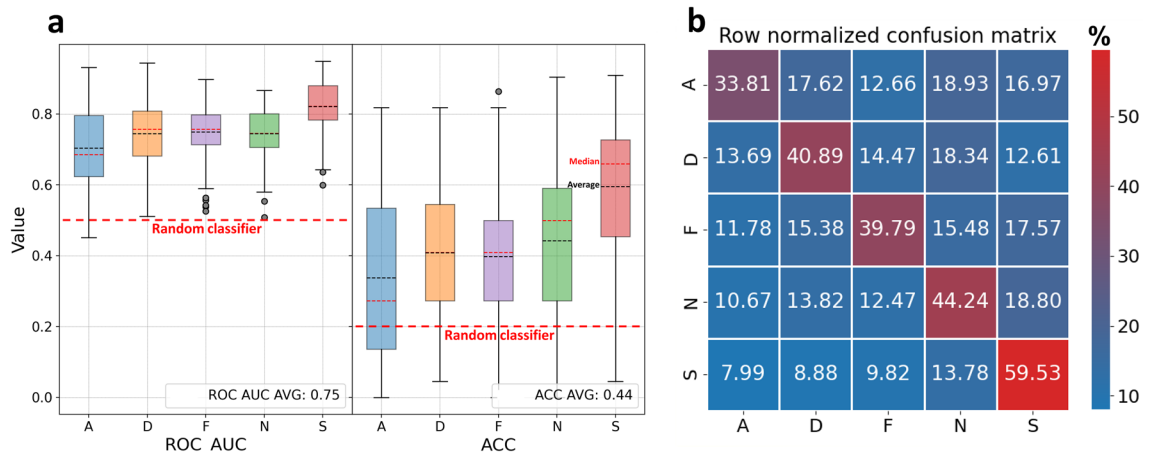 a
Value
0.8
0.6
0.4
0.2
0.0
Random classifier
Median
Average
Random classifier
ROC AUC AVG: 0.75
ACC AVG: 0.44
A D F N S A D F N S
ROC AUC ACC
b
Row normalized confusion matrix %
A 33.81 17.62 12.66 18.93 16.97
D 13.69 40.89 14.47 18.34 12.61
F 11.78 15.38 39.79 15.48 17.57
N 10.67 13.82 12.47 44.24 18.80
S 7.99 8.88 9.82 13.78 59.53
A D F N S
50
40
30
20
10